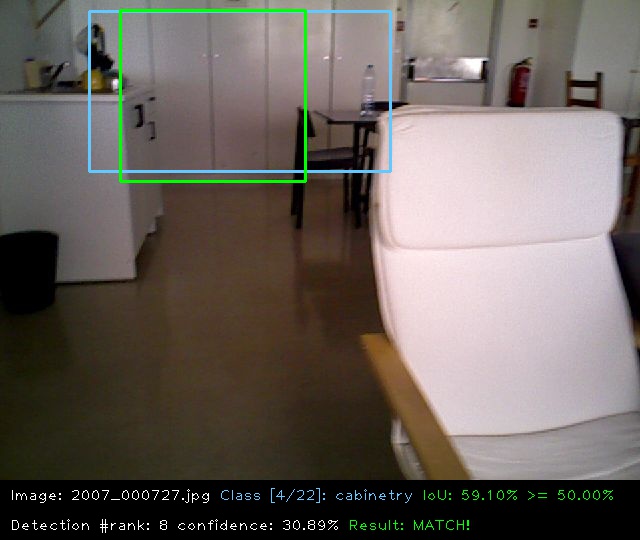 Image: 2007_000727.jpg Class [4/22]: cabinetry IoU: 59.10% >= 50.00%
Detection #rank: 8 confidence: 30.89% Result: MATCH!